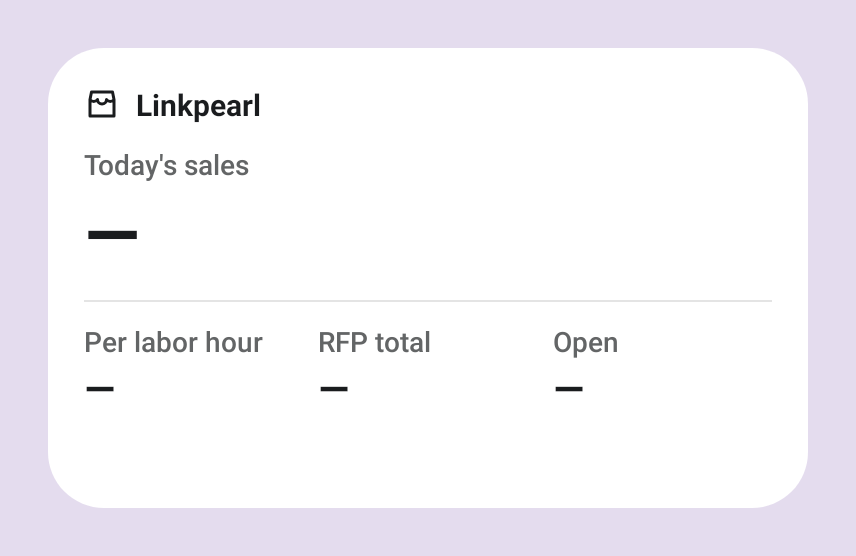 Linkpearl
Today's sales
—
Per labor hour RFP total Open
— — —